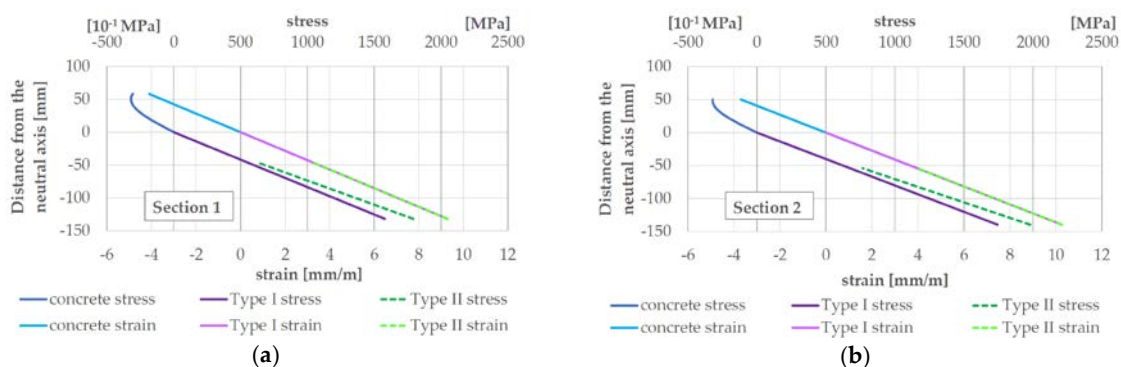 [10⁻¹ MPa] stress [MPa]
-500 0 500 1000 1500 2000 2500
Distance from the neutral axis [mm]
100
50
0
-50
-100
-150
Section 1
-6 -4 -2 0 2 4 6 8 10 12
strain [mm/m]
concrete stress Type I stress Type II stress
concrete strain Type I strain Type II strain
(a)
[10⁻¹ MPa] stress [MPa]
-500 0 500 1000 1500 2000 2500
Distance from the neutral axis [mm]
100
50
0
-50
-100
-150
Section 2
-6 -4 -2 0 2 4 6 8 10 12
strain [mm/m]
concrete stress Type I stress Type II stress
concrete strain Type I strain Type II strain
(b)